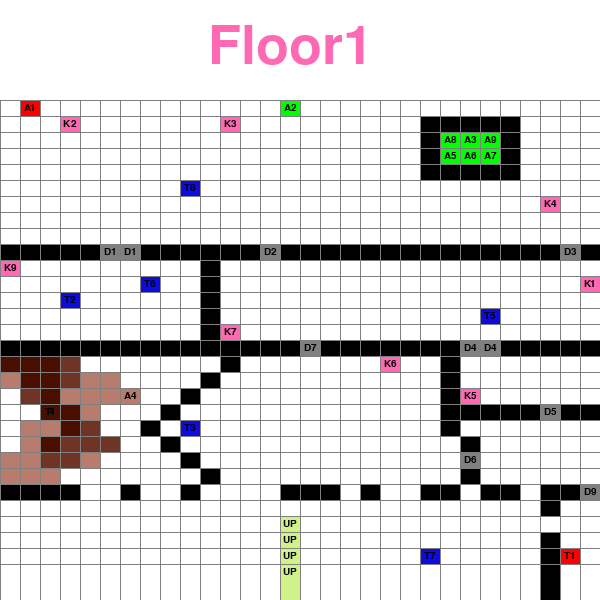 Floor1
A1 A2
K2 K3
A8 A3 A9
A5 A6 A7
T8
K4
D1 D1 D2 D3
K9
T6 K1
T2
T5
K7
D7 D4 D4
K6
A4 K5
T4 D5
T3
D6
D9
UP
UP
UP T7 T1
UP